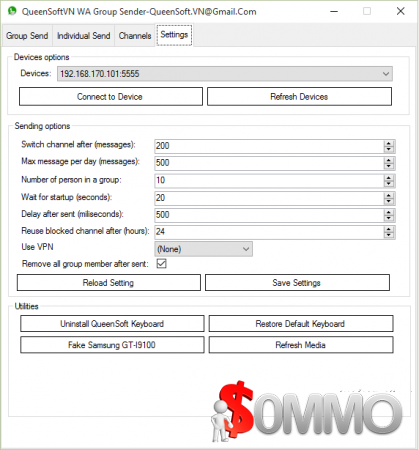 QueenSoftVN WA Group Sender-QueenSoft.VN@Gmail.Com
Group Send Individual Send Channels Settings
Devices options
Devices: 192.168.170.101:5555
Connect to Device Refresh Devices
Sending options
Switch channel after (messages): 200
Max message per day (messages): 500
Number of person in a group: 10
Wait for startup (seconds): 20
Delay after sent (miliseconds): 500
Reuse blocked channel after (hours): 24
Use VPN (None)
Remove all group member after sent:
Reload Setting Save Settings
Utilities
Uninstall QueenSoft Keyboard Restore Default Keyboard
Fake Samsung GT-I9100 Refresh Media
$0MMO